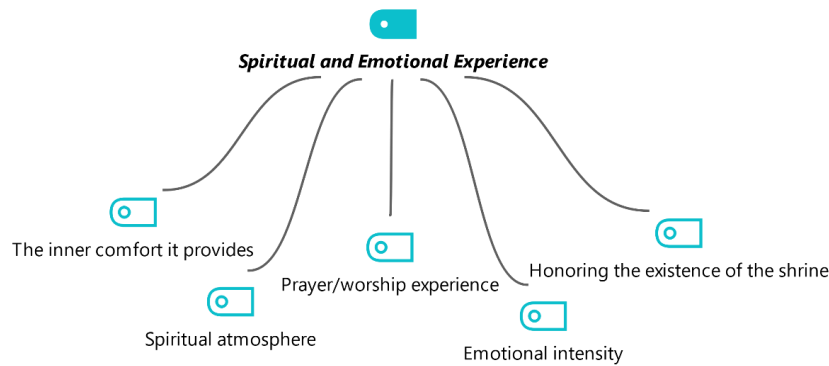 Spiritual and Emotional Experience
The inner comfort it provides
Spiritual atmosphere
Prayer/worship experience
Emotional intensity
Honoring the existence of the shrine